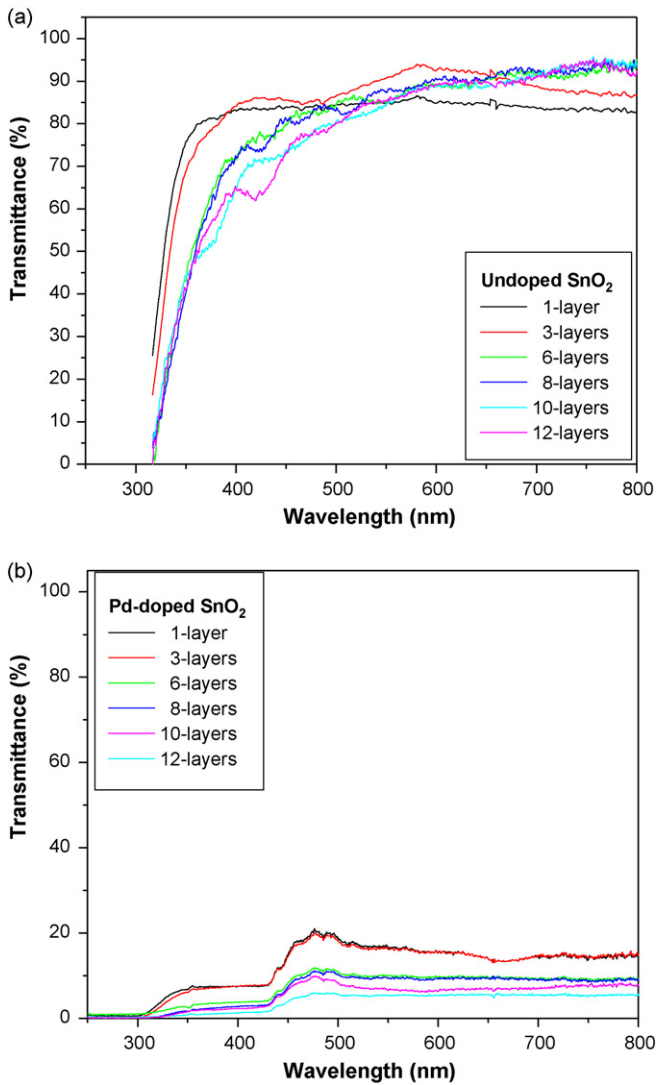 (a)
100
90
80
70
60
50
40
30
20
10
0
Transmittance (%)
Undoped SnO₂
1-layer
3-layers
6-layers
8-layers
10-layers
12-layers
300 400 500 600 700 800
Wavelength (nm)
(b)
100
80
60
40
20
0
Transmittance (%)
Pd-doped SnO₂
1-layer
3-layers
6-layers
8-layers
10-layers
12-layers
300 400 500 600 700 800
Wavelength (nm)